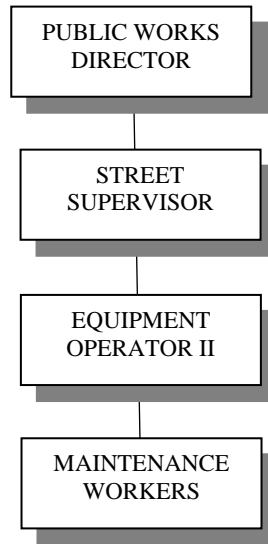 PUBLIC WORKS
DIRECTOR
STREET
SUPERVISOR
EQUIPMENT
OPERATOR II
MAINTENANCE
WORKERS